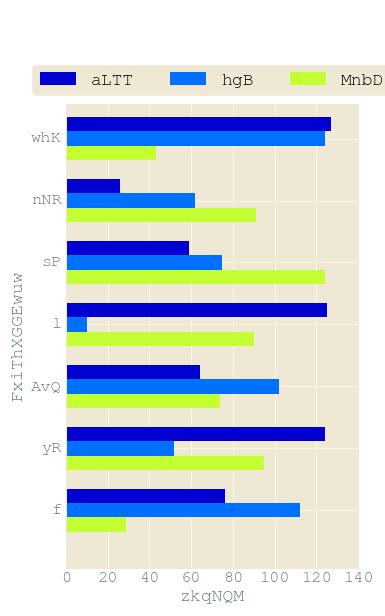 aLTT hgB MnbD
whK
nNR
sP
l
AvQ
yR
f
FxiThXGGEwuw
0 20 40 60 80 100 120 140
zkqNQM